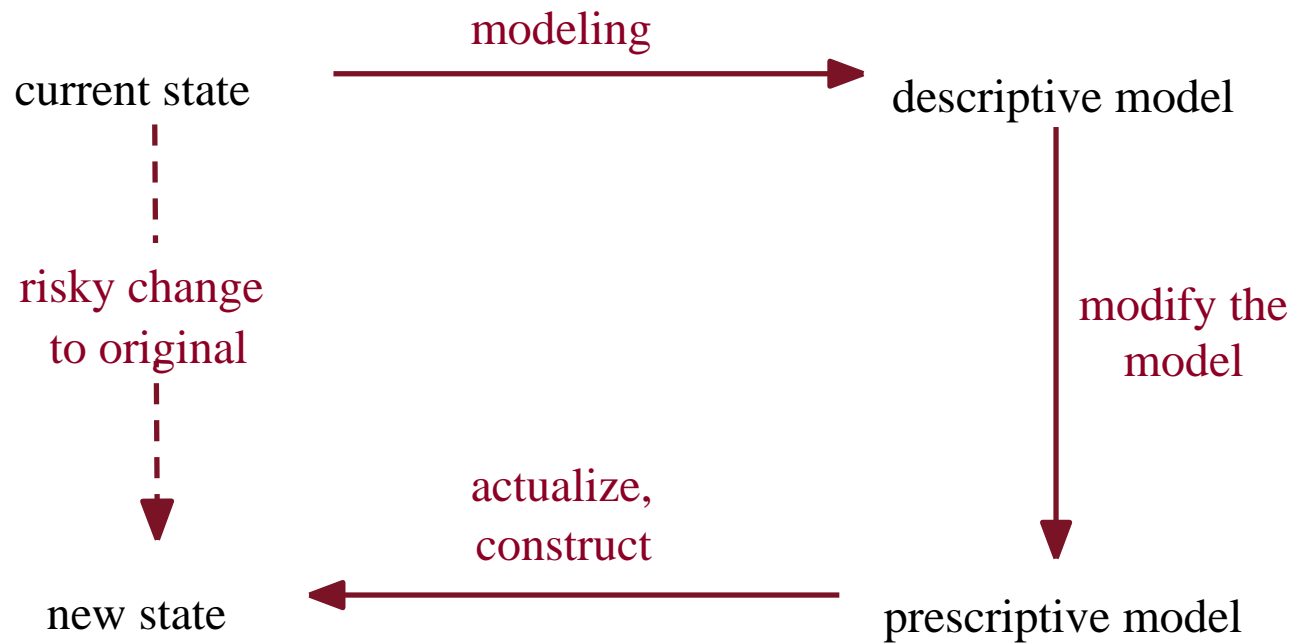 modeling
current state
descriptive model
risky change
to original
modify the
model
actualize,
construct
new state
prescriptive model